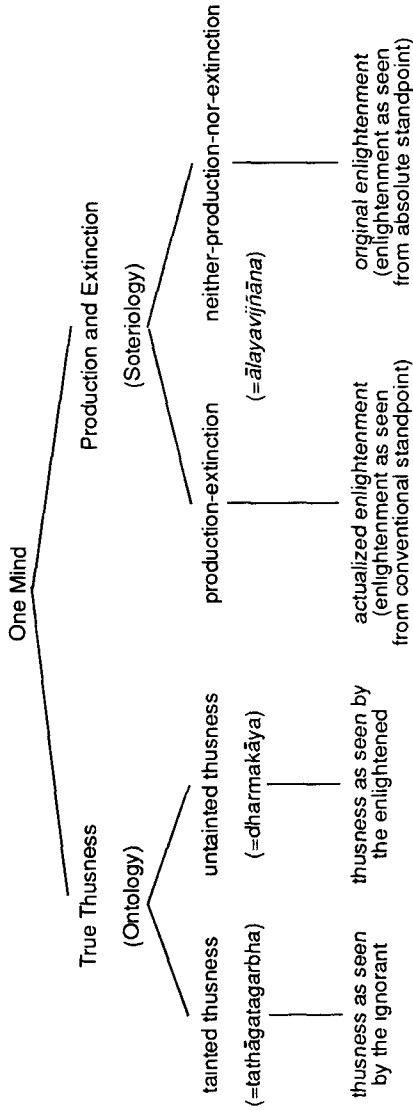 One Mind
True Thusness
(Ontology)
Production and Extinction
(Soteriology)
tainted thusness
(=tathāgatagarbha)
untainted thusness
(=dharmakāya)
production-extinction
neither-production-nor-extinction
(=ālayavijñāna)
thusness as seen
by the ignorant
thusness as seen by
the enlightened
actualized enlightenment
(enlightenment as seen
from conventional standpoint)
original enlightenment
(enlightenment as seen
from absolute standpoint)